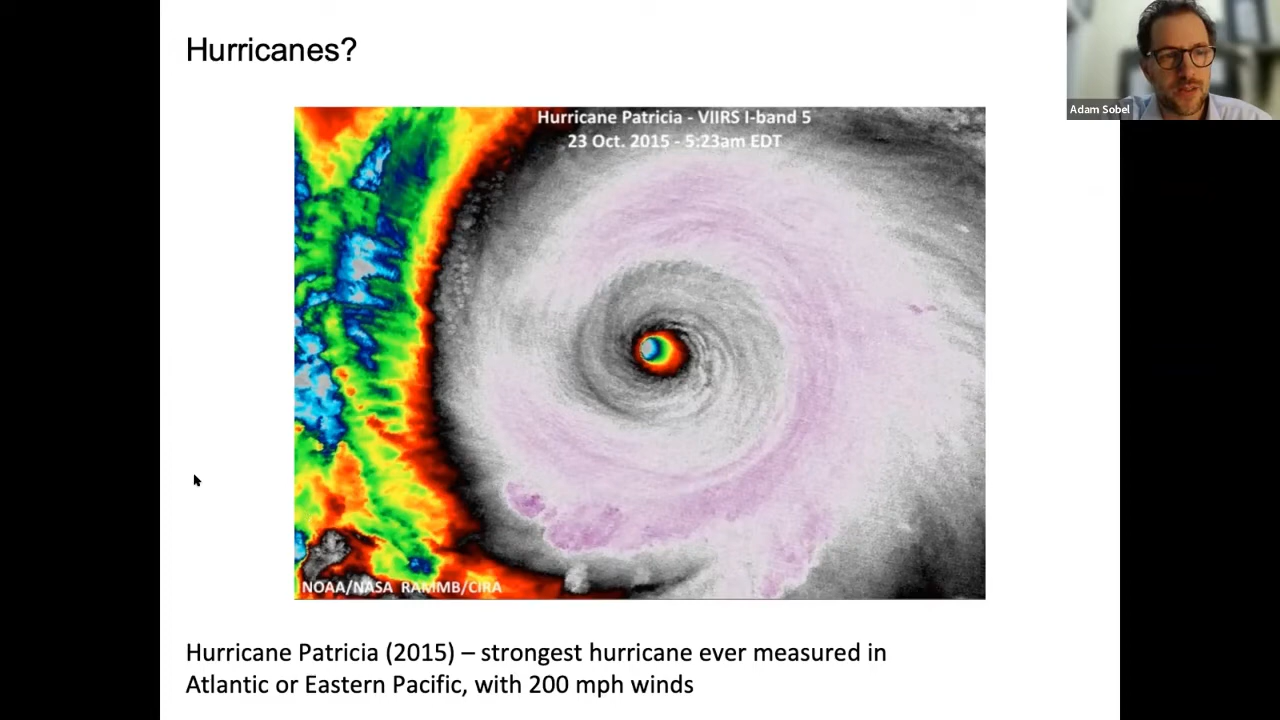 Hurricanes?
Adam Sobel
Hurricane Patricia - VIIRS I-band 5
23 Oct. 2015 - 5:23am EDT
NOAA/NASA RAMMB/CIRA
Hurricane Patricia (2015) – strongest hurricane ever measured in
Atlantic or Eastern Pacific, with 200 mph winds